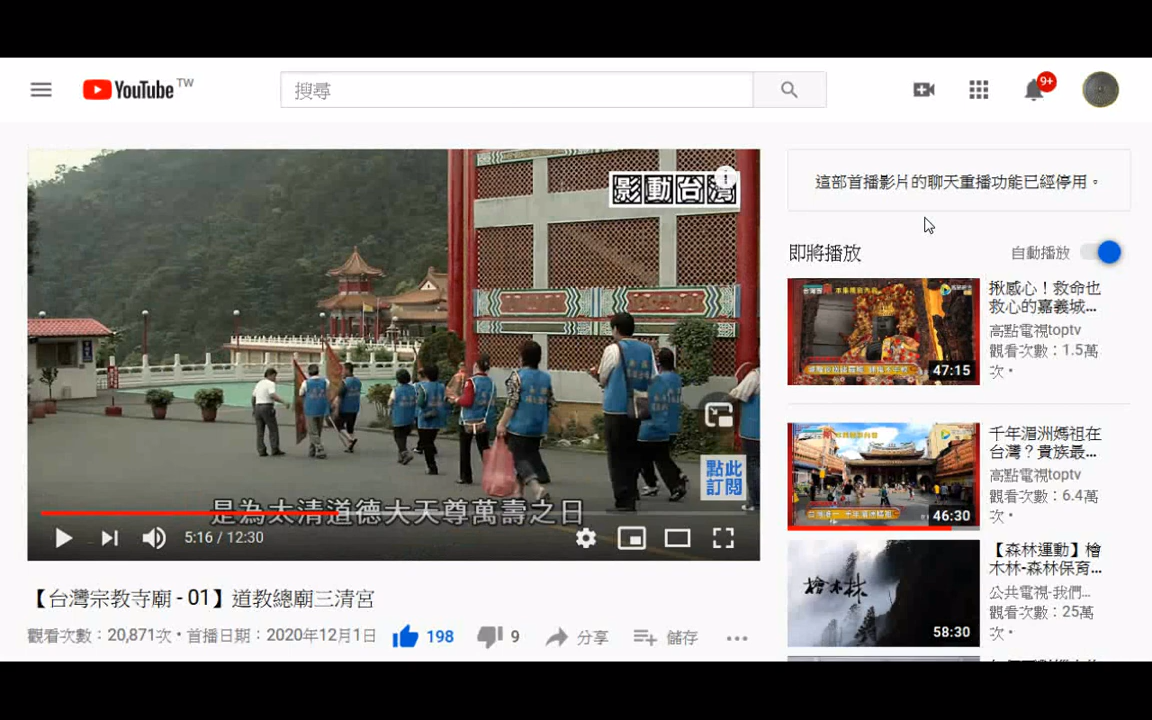 YouTube TW
搜尋
9+
影動台灣
這部首播影片的聊天重播功能已經停用。
即將播放
自動播放
揪感心！救命也
救心的嘉義城...
高點電視toptv
觀看次數：1.5萬
次・
47:15
千年湄洲媽祖在
台灣？貴族最...
高點電視toptv
觀看次數：6.4萬
次・
46:30
點此
訂閱
是為太清道德大天尊萬壽之日
5:16 / 12:30
【森林運動】檜
木林-森林保育...
公共電視-我們...
觀看次數：25萬
次・
檜木林
58:30
【台灣宗教寺廟 - 01】道教總廟三清宮
觀看次數：20,871次・首播日期：2020年12月1日
198
9
分享
儲存